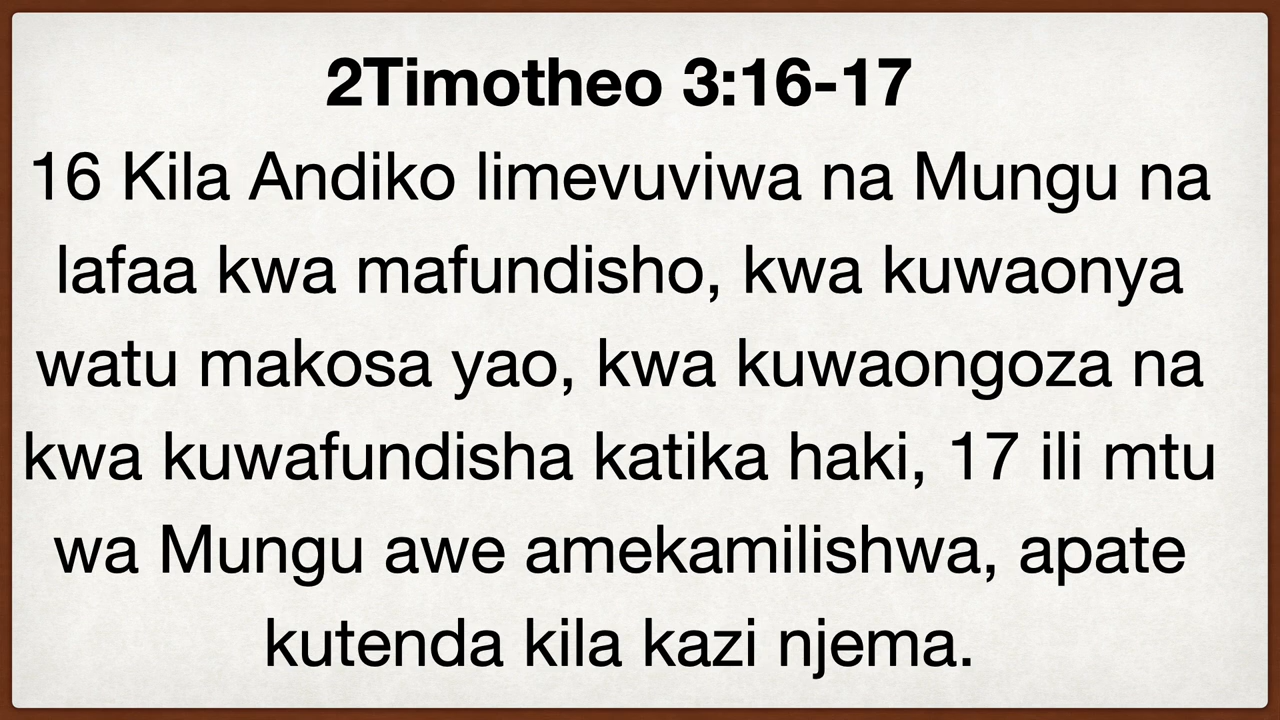 2Timotheo 3:16-17
16 Kila Andiko limevuviwa na Mungu na
lafaa kwa mafundisho, kwa kuwaonya
watu makosa yao, kwa kuwaongoza na
kwa kuwafundisha katika haki, 17 ili mtu
wa Mungu awe amekamilishwa, apate
kutenda kila kazi njema.